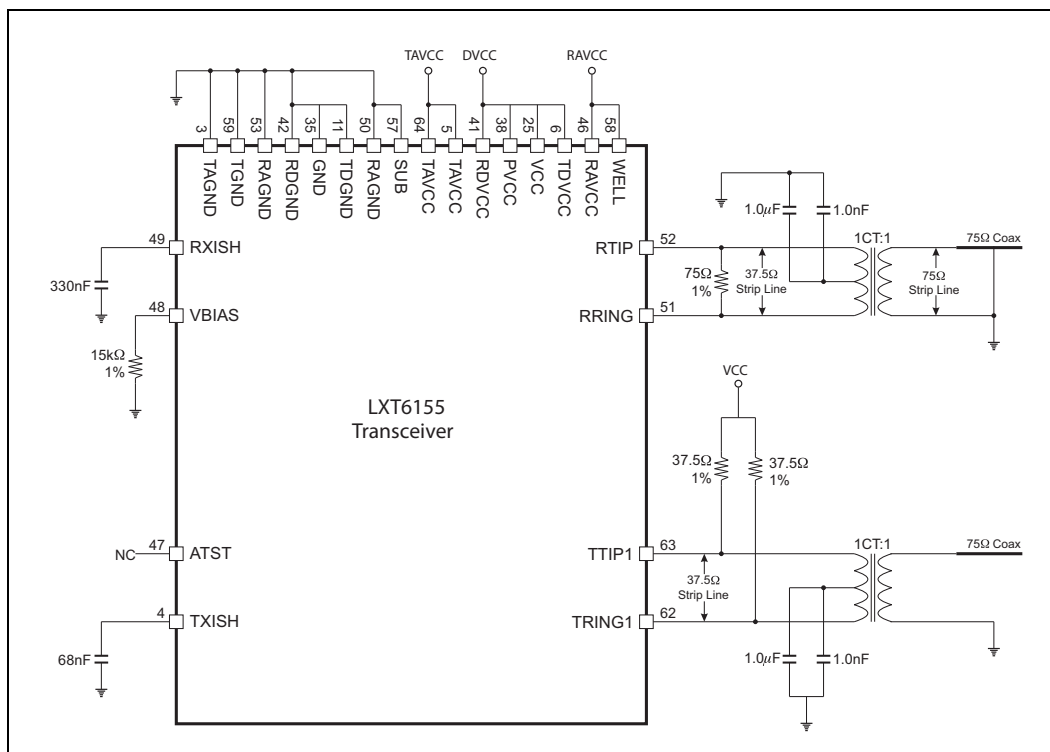 TAVCC DVCC RAVCC
3 59 53 42 35 11 50 57 64 5 41 38 25 6 46 58
TAGND TGND RAGND RDGND GND TDGND RAGND SUB TAVCC TAVCC RDVCC PVCC VCC TDVCC RAVCC WELL
1.0μF 1.0nF
49 RXISH RTIP 52 1CT:1 75Ω Coax
330nF
75Ω
1%
37.5Ω
Strip Line
75Ω
Strip Line
48 VBIAS RRING 51
15kΩ
1%
VCC
LXT6155
Transceiver
37.5Ω
1%
37.5Ω
1%
NC 47 ATST TTIP1 63 1CT:1 75Ω Coax
37.5Ω
Strip Line
4 TXISH TRING1 62
68nF 1.0μF 1.0nF